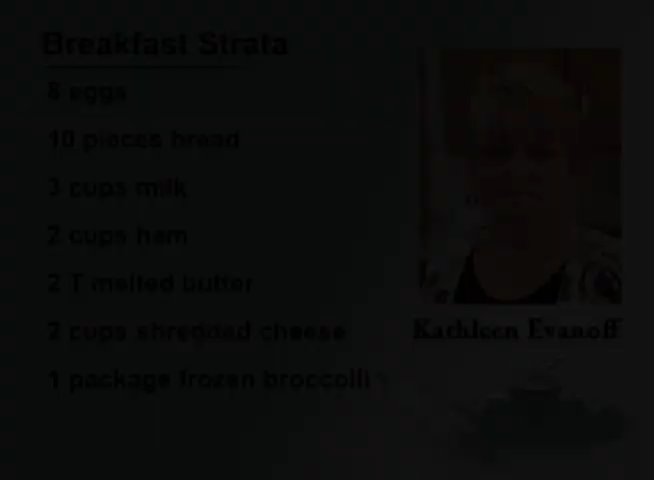 Breakfast Strata
8 eggs
10 pieces bread
3 cups milk
2 cups ham
2 T melted butter
2 cups shredded cheese
1 package frozen broccolli
Kathleen Evanoff